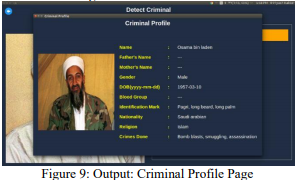 Detect Criminal
Criminal Profile
Criminal Profile
Name : Osama bin laden
Father's Name : ---
Mother's Name : ---
Gender : Male
DOB(yyyy-mm-dd) : 1957-03-10
Blood Group : ---
Identification Mark : Pagri, long beard, long palm
Nationality : Saudi arabian
Religion : Islam
Crimes Done : Bomb blasts, smuggling, assassination
Figure 9: Output: Criminal Profile Page